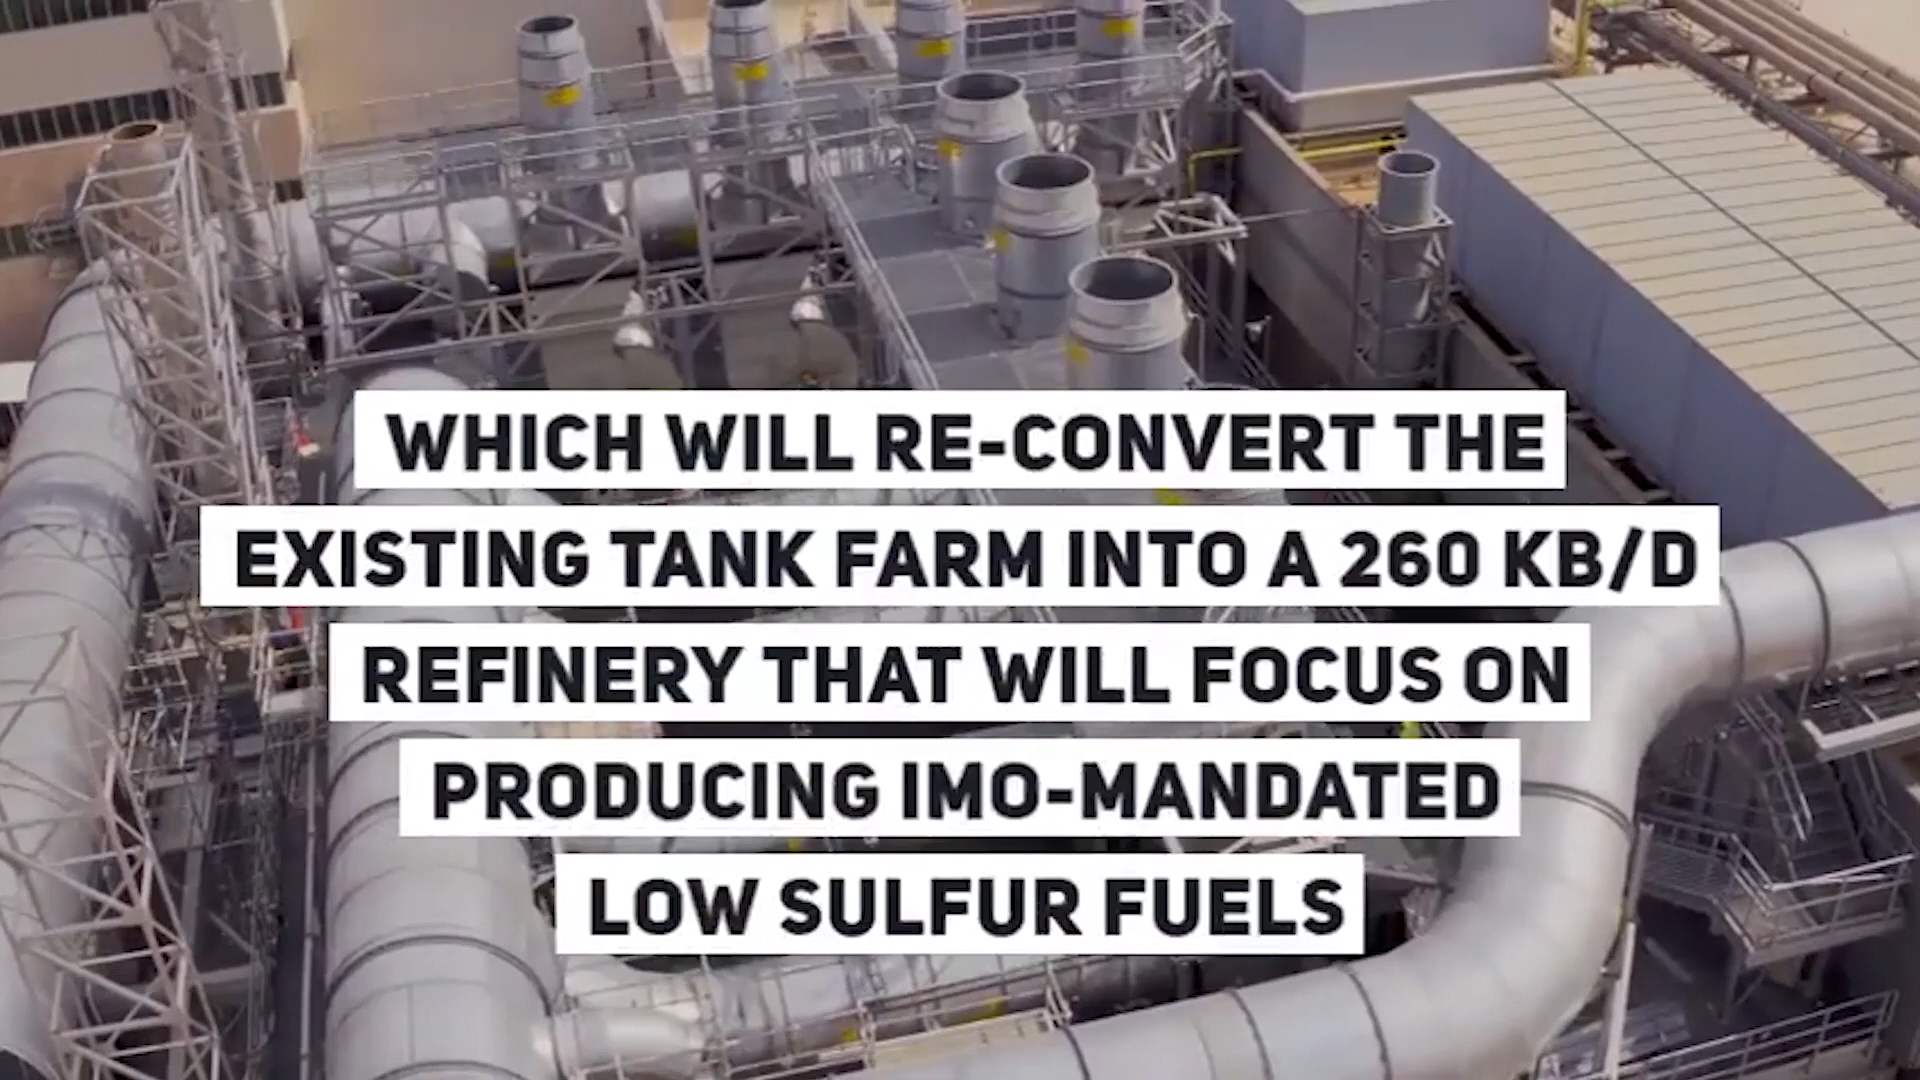 WHICH WILL RE-CONVERT THE
EXISTING TANK FARM INTO A 260 KB/D
REFINERY THAT WILL FOCUS ON
PRODUCING IMO-MANDATED
LOW SULFUR FUELS